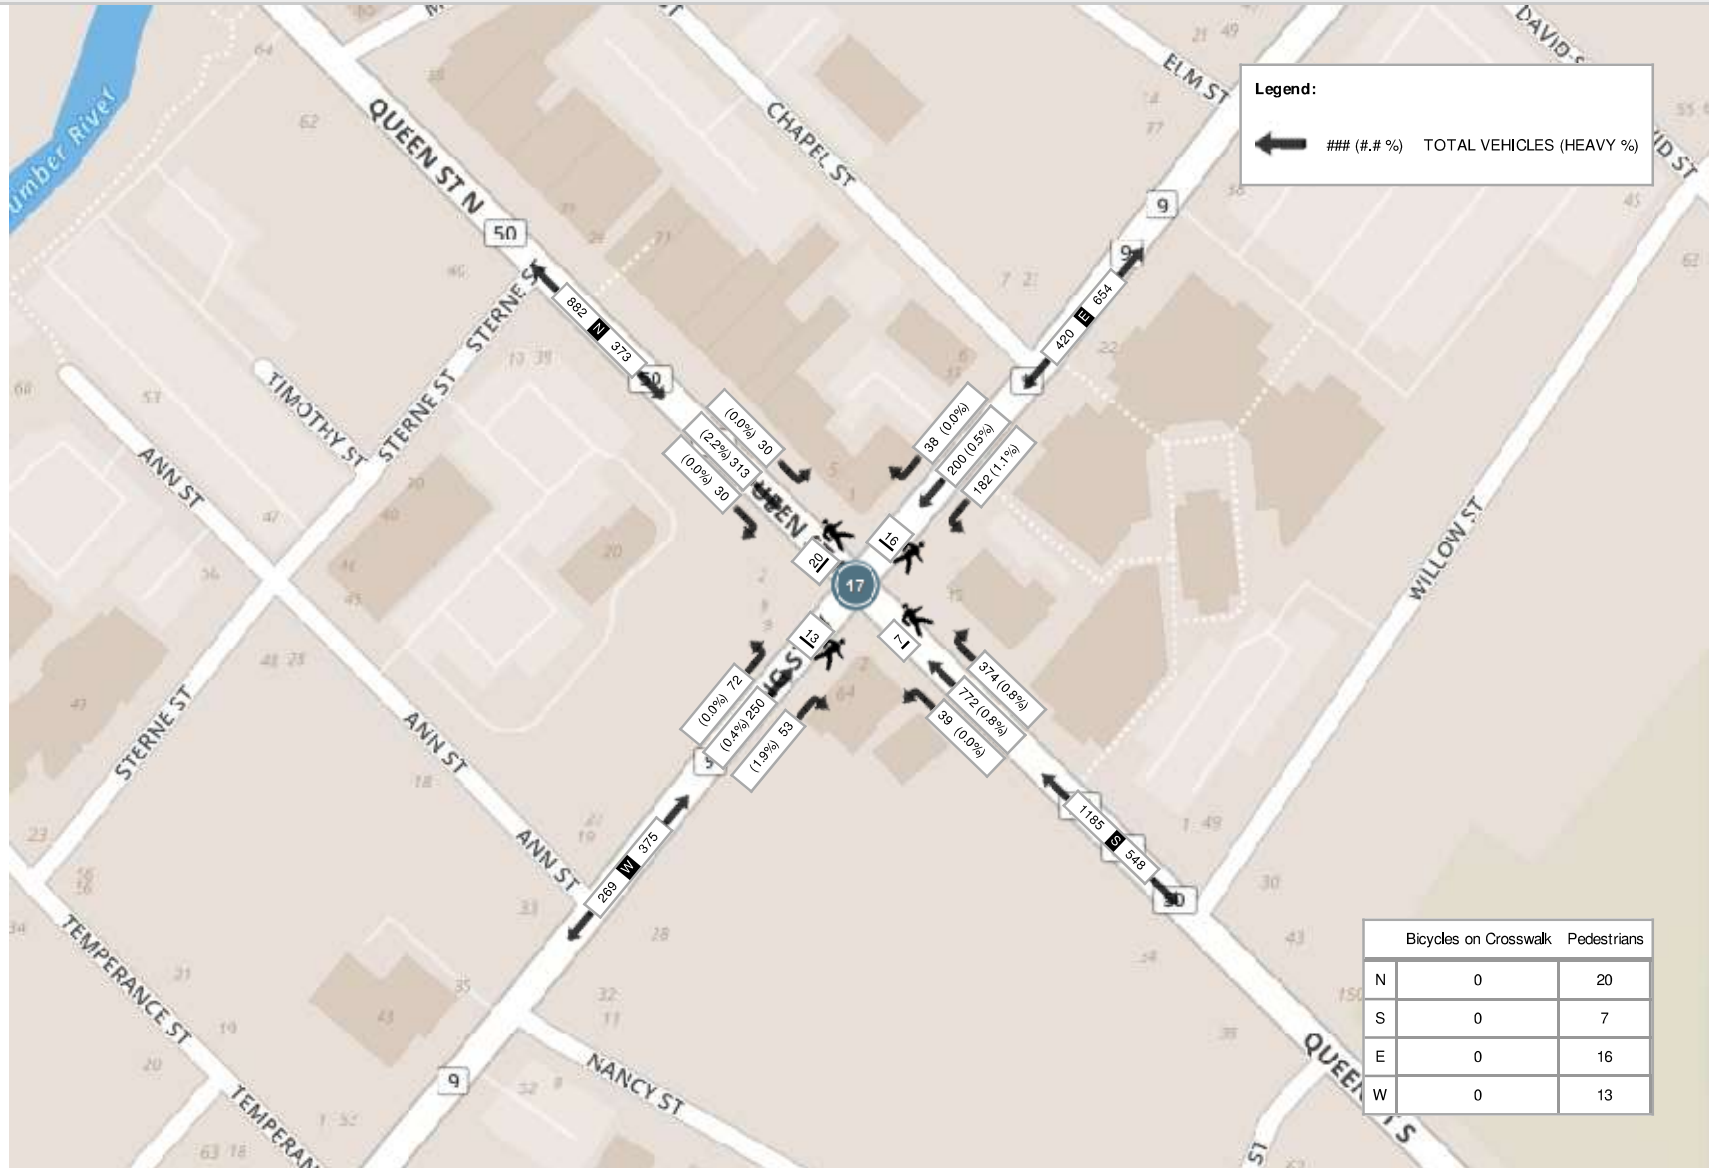 Legend:
### (#.# %) TOTAL VEHICLES (HEAVY %)
QUEEN ST N
CHAPEL ST
ELM ST
DAVID S
VID ST
umber River
STERNE ST
STERNE ST
STERNE ST
TIMOTHY ST
ANN ST
ANN ST
ANN ST
TEMPERANCE ST
TEMPERAN
NANCY ST
WILLOW ST
QUEEN
ST
50
50
9
9
9
882 N 373
420 E 654
269 W 375
1185 S 548
(0.0%) 30
(2.2%) 313
(0.0%) 30
38 (0.0%)
200 (0.5%)
182 (1.1%)
(0.0%) 72
(0.4%) 250
(1.9%) 53
374 (0.8%)
772 (0.8%)
39 (0.0%)
20
16
17
13
7
Bicycles on Crosswalk Pedestrians
N 0 20
S 0 7
E 0 16
W 0 13